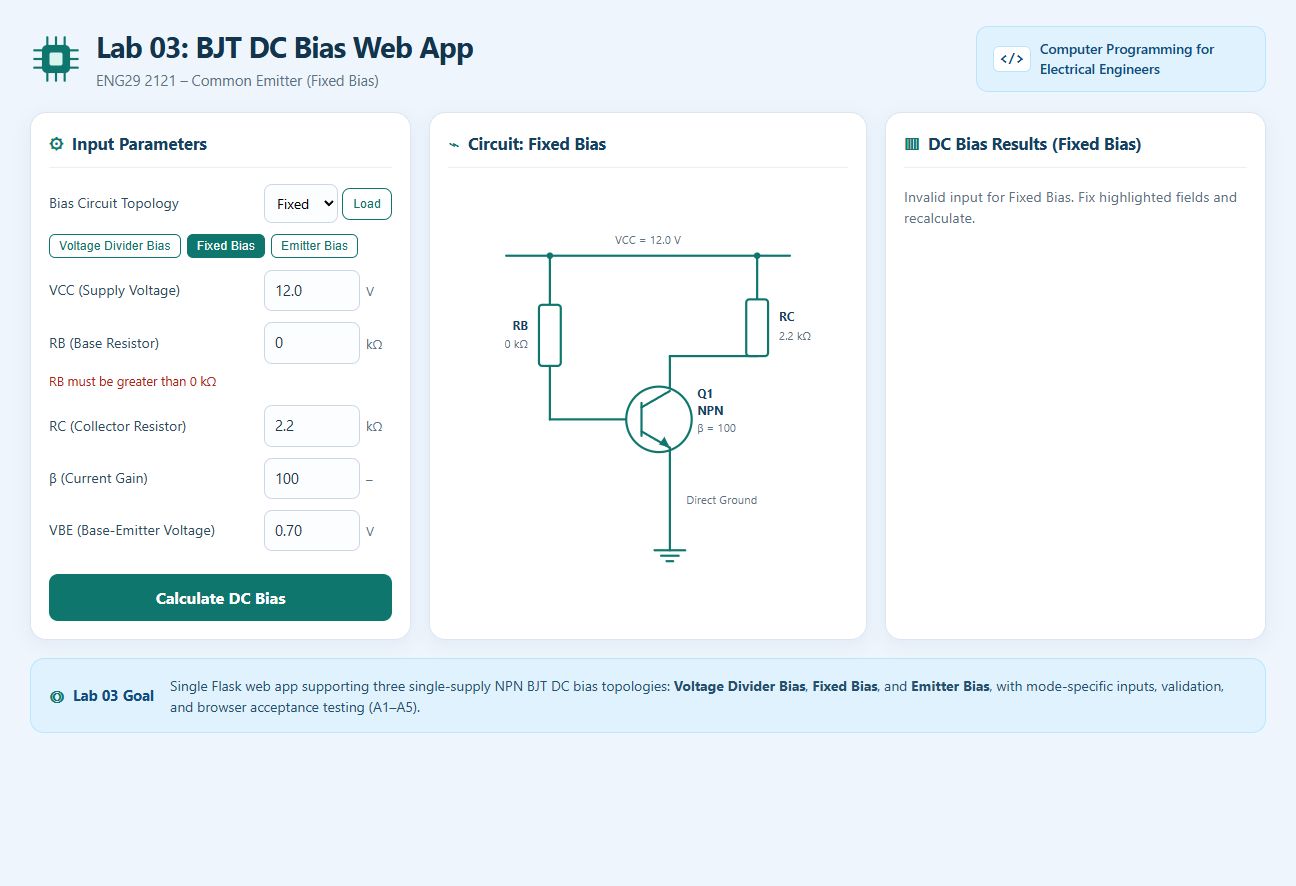 Lab 03: BJT DC Bias Web App
ENG29 2121 – Common Emitter (Fixed Bias)
</> Computer Programming for
Electrical Engineers
Input Parameters
Bias Circuit Topology Fixed Load
Voltage Divider Bias Fixed Bias Emitter Bias
VCC (Supply Voltage) 12.0 V
RB (Base Resistor) 0 kΩ
RB must be greater than 0 kΩ
RC (Collector Resistor) 2.2 kΩ
β (Current Gain) 100 –
VBE (Base-Emitter Voltage) 0.70 V
Calculate DC Bias
Circuit: Fixed Bias
VCC = 12.0 V
RB
0 kΩ
RC
2.2 kΩ
Q1
NPN
β = 100
Direct Ground
DC Bias Results (Fixed Bias)
Invalid input for Fixed Bias. Fix highlighted fields and
recalculate.
Lab 03 Goal
Single Flask web app supporting three single-supply NPN BJT DC bias topologies: Voltage Divider Bias, Fixed Bias, and Emitter Bias, with mode-specific inputs, validation,
and browser acceptance testing (A1–A5).